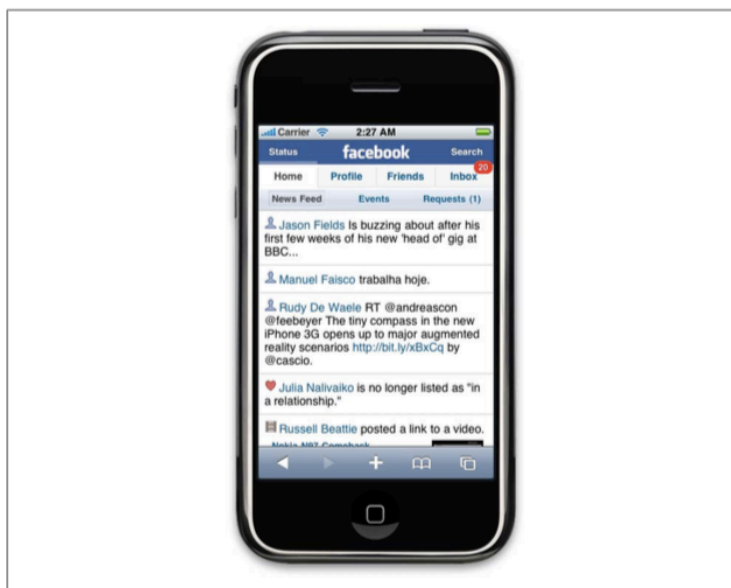 Carrier 2:27 AM
Status facebook Search
20
Home Profile Friends Inbox
News Feed Events Requests (1)
Jason Fields Is buzzing about after his
first few weeks of his new 'head of' gig at
BBC...
Manuel Faisco trabalha hoje.
Rudy De Waele RT @andreascon
@feebeyer The tiny compass in the new
iPhone 3G opens up to major augmented
reality scenarios http://bit.ly/xBxCq by
@cascio.
Julia Nalivaiko is no longer listed as "in
a relationship."
Russell Beattie posted a link to a video.
Nokia N97 Comeback